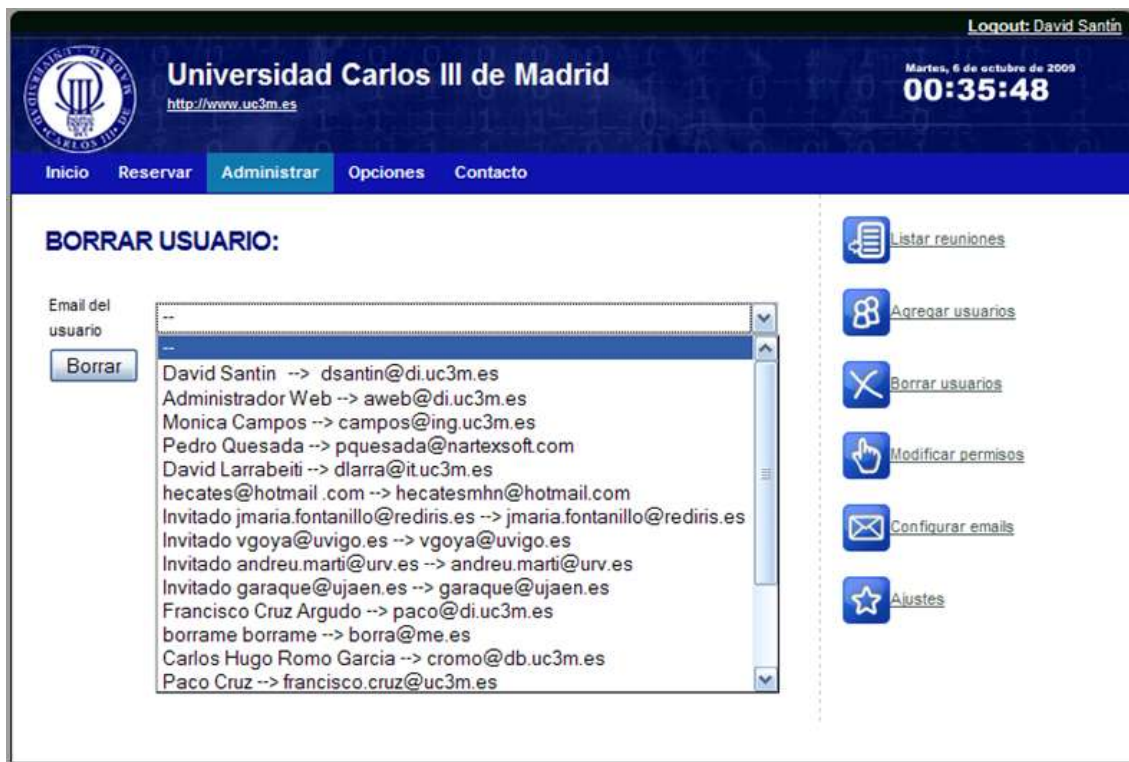 Logout: David Santín
Universidad Carlos III de Madrid
http://www.uc3m.es
Martes, 6 de octubre de 2009
00:35:48
UNIVERSIDAD · CARLOS III · DE MADRID
Inicio Reservar Administrar Opciones Contacto
BORRAR USUARIO:
Email del
usuario
--
Borrar
--
David Santin --> dsantin@di.uc3m.es
Administrador Web --> aweb@di.uc3m.es
Monica Campos --> campos@ing.uc3m.es
Pedro Quesada --> pquesada@nartexsoft.com
David Larrabeiti --> dlarra@it.uc3m.es
hecates@hotmail .com --> hecatesmhn@hotmail.com
Invitado jmaria.fontanillo@rediris.es --> jmaria.fontanillo@rediris.es
Invitado vgoya@uvigo.es --> vgoya@uvigo.es
Invitado andreu.marti@urv.es --> andreu.marti@urv.es
Invitado garaque@ujaen.es --> garaque@ujaen.es
Francisco Cruz Argudo --> paco@di.uc3m.es
borrame borrame --> borra@me.es
Carlos Hugo Romo Garcia --> cromo@db.uc3m.es
Paco Cruz --> francisco.cruz@uc3m.es
Listar reuniones
Agregar usuarios
Borrar usuarios
Modificar permisos
Configurar emails
Ajustes